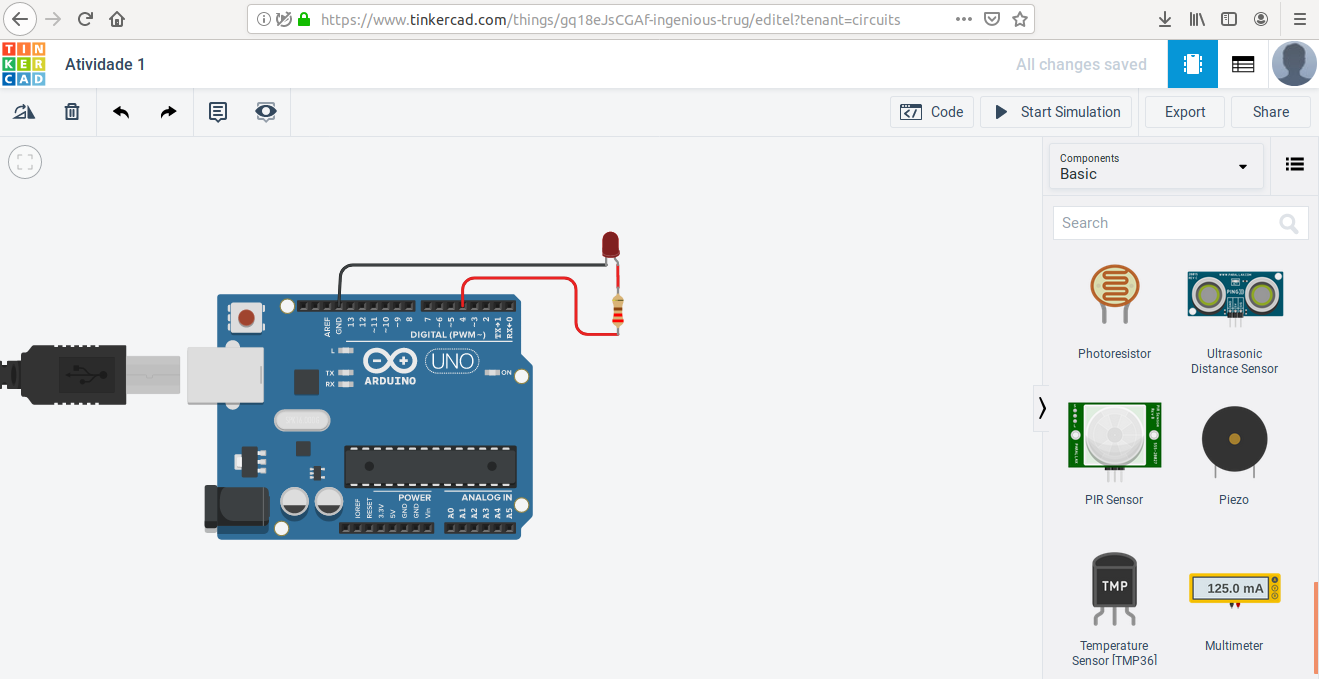 https://www.tinkercad.com/things/gq18eJsCGAf-ingenious-trug/editel?tenant=circuits
TIN
KER
CAD
Atividade 1
All changes saved
Code
Start Simulation
Export
Share
Components
Basic
Search
Photoresistor
Ultrasonic
Distance Sensor
PIR Sensor
Piezo
TMP
125.0 mA
Temperature
Sensor [TMP36]
Multimeter
AREF
GND
13
12
~11
~10
~9
8
7
~6
~5
4
~3
2
TX→1
RX←0
DIGITAL (PWM~)
L
TX
RX
UNO
ON
ARDUINO
POWER
ANALOG IN
IOREF
RESET
3.3V
5V
GND
GND
Vin
A0
A1
A2
A3
A4
A5